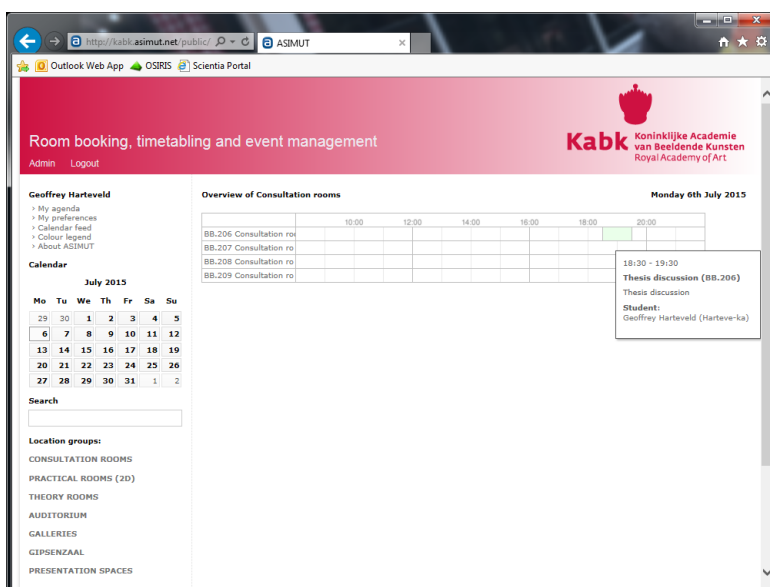 http://kabk.asimut.net/public/
ASIMUT
Outlook Web App
OSIRIS
Scientia Portal
Room booking, timetabling and event management
Admin Logout
Kabk
Koninklijke Academie
van Beeldende Kunsten
Royal Academy of Art
Geoffrey Harteveld
› My agenda
› My preferences
› Calendar feed
› Colour legend
› About ASIMUT
Calendar
July 2015
Mo Tu We Th Fr Sa Su
29 30 1 2 3 4 5
6 7 8 9 10 11 12
13 14 15 16 17 18 19
20 21 22 23 24 25 26
27 28 29 30 31 1 2
Search
Location groups:
CONSULTATION ROOMS
PRACTICAL ROOMS (2D)
THEORY ROOMS
AUDITORIUM
GALLERIES
GIPSENZAAL
PRESENTATION SPACES
Overview of Consultation rooms
Monday 6th July 2015
10:00 12:00 14:00 16:00 18:00 20:00
BB.206 Consultation roo
BB.207 Consultation ro
BB.208 Consultation ro
BB.209 Consultation ro
18:30 - 19:30
Thesis discussion (BB.206)
Thesis discussion
Student:
Geoffrey Harteveld (Harteve-ka)